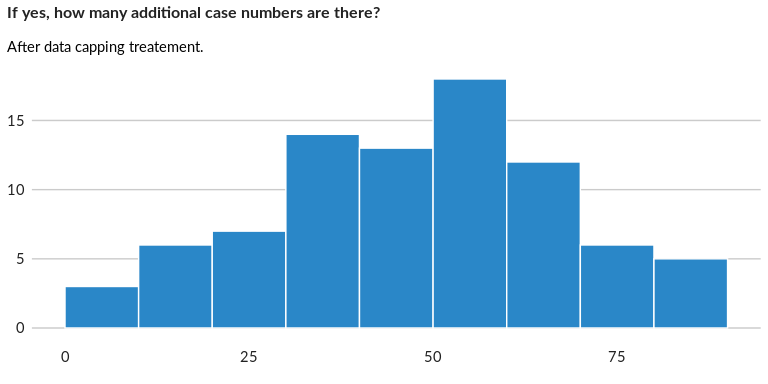 If yes, how many additional case numbers are there?
After data capping treatement.
15
10
5
0
0 25 50 75